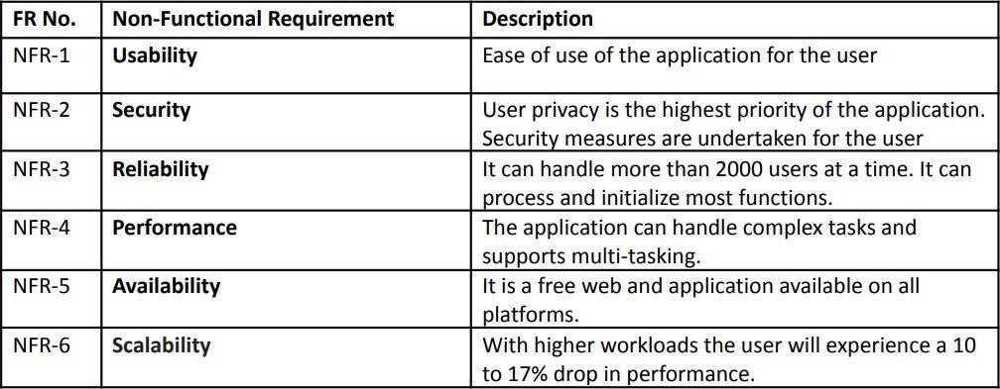 FR No. Non-Functional Requirement Description
NFR-1 Usability Ease of use of the application for the user
NFR-2 Security User privacy is the highest priority of the application.
Security measures are undertaken for the user
NFR-3 Reliability It can handle more than 2000 users at a time. It can
process and initialize most functions.
NFR-4 Performance The application can handle complex tasks and
supports multi-tasking.
NFR-5 Availability It is a free web and application available on all
platforms.
NFR-6 Scalability With higher workloads the user will experience a 10
to 17% drop in performance.